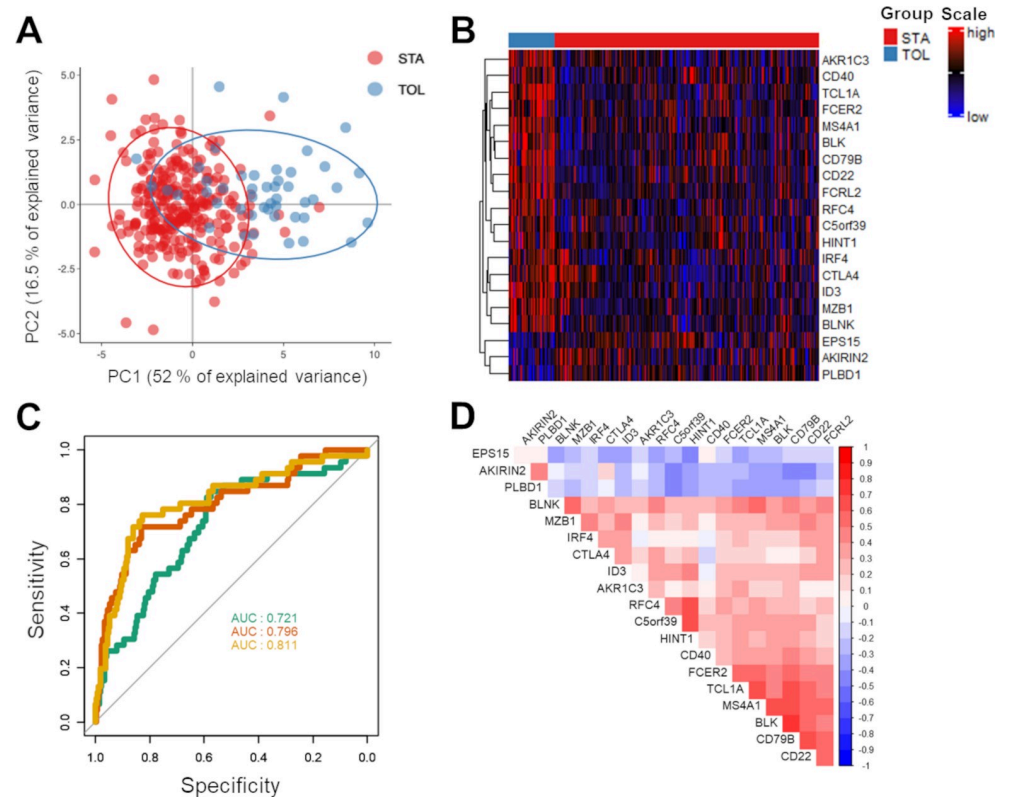 A
STA
TOL
PC2 (16.5 % of explained variance)
5.0
2.5
0.0
-2.5
-5.0
-5
0
5
10
PC1 (52 % of explained variance)
B
Group
STA
TOL
Scale
high
low
AKR1C3
CD40
TCL1A
FCER2
MS4A1
BLK
CD79B
CD22
FCRL2
RFC4
C5orf39
HINT1
IRF4
CTLA4
ID3
MZB1
BLNK
EPS15
AKIRIN2
PLBD1
C
Sensitivity
1.0
0.8
0.6
0.4
0.2
0.0
AUC : 0.721
AUC : 0.796
AUC : 0.811
1.0
0.8
0.6
0.4
0.2
0.0
Specificity
D
AKIRIN2
PLBD1
BLNK
MZB1
IRF4
CTLA4
ID3
AKR1C3
RFC4
C5orf39
HINT1
CD40
FCER2
TCL1A
MS4A1
BLK
CD79B
CD22
FCRL2
EPS15
AKIRIN2
PLBD1
BLNK
MZB1
IRF4
CTLA4
ID3
AKR1C3
RFC4
C5orf39
HINT1
CD40
FCER2
TCL1A
MS4A1
BLK
CD79B
CD22
1
0.9
0.8
0.7
0.6
0.5
0.4
0.3
0.2
0.1
0
-0.1
-0.2
-0.3
-0.4
-0.5
-0.6
-0.7
-0.8
-0.9
-1